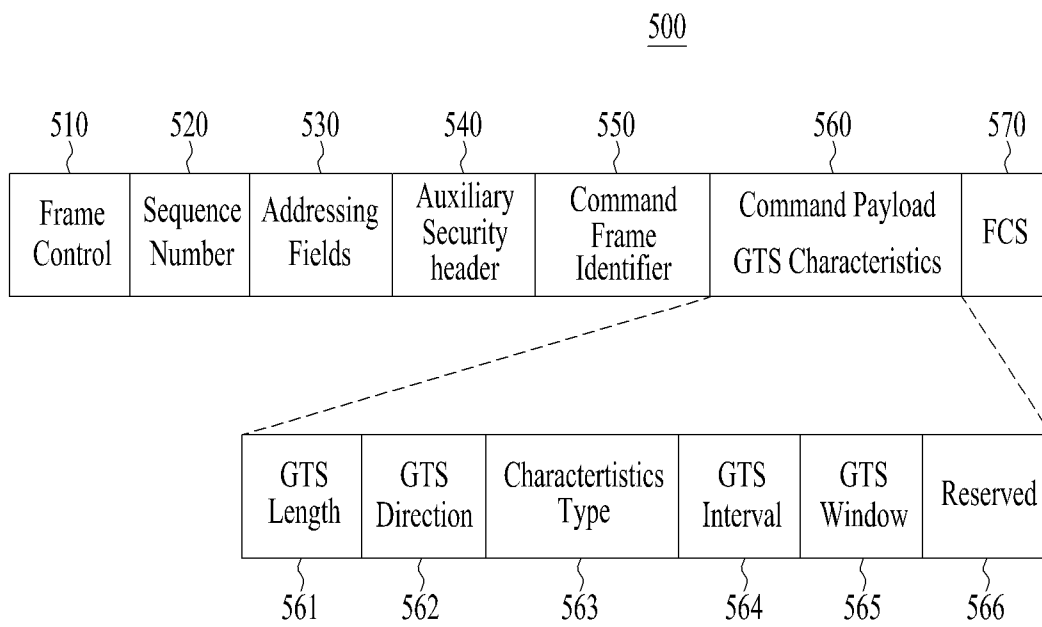 500
510 520 530 540 550 560 570
Frame Control
Sequence Number
Addressing Fields
Auxiliary Security header
Command Frame Identifier
Command Payload
GTS Characteristics
FCS
GTS Length
GTS Direction
Charactertistics Type
GTS Interval
GTS Window
Reserved
561 562 563 564 565 566